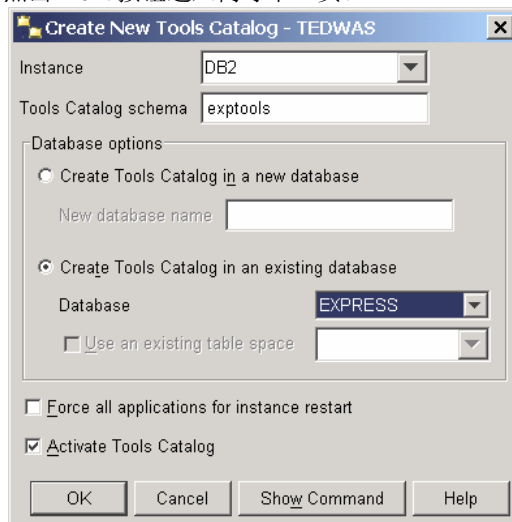 Create New Tools Catalog - TEDWAS
Instance DB2
Tools Catalog schema exptools
Database options
Create Tools Catalog in a new database
New database name
Create Tools Catalog in an existing database
Database EXPRESS
Use an existing table space
Force all applications for instance restart
Activate Tools Catalog
OK Cancel Show Command Help